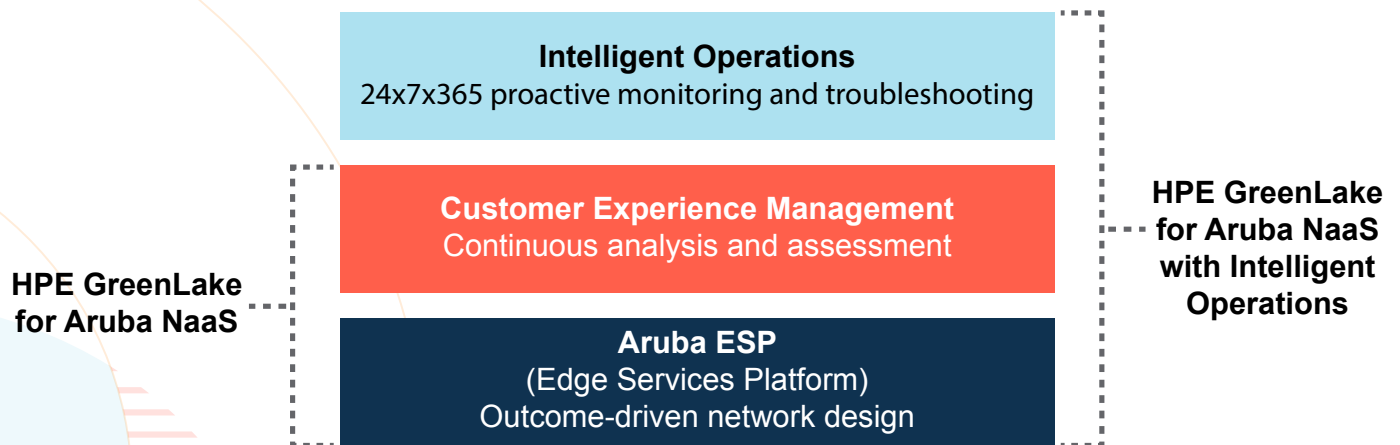 Intelligent Operations
24x7x365 proactive monitoring and troubleshooting
Customer Experience Management
Continuous analysis and assessment
Aruba ESP
(Edge Services Platform)
Outcome-driven network design
HPE GreenLake
for Aruba NaaS
HPE GreenLake
for Aruba NaaS
with Intelligent
Operations